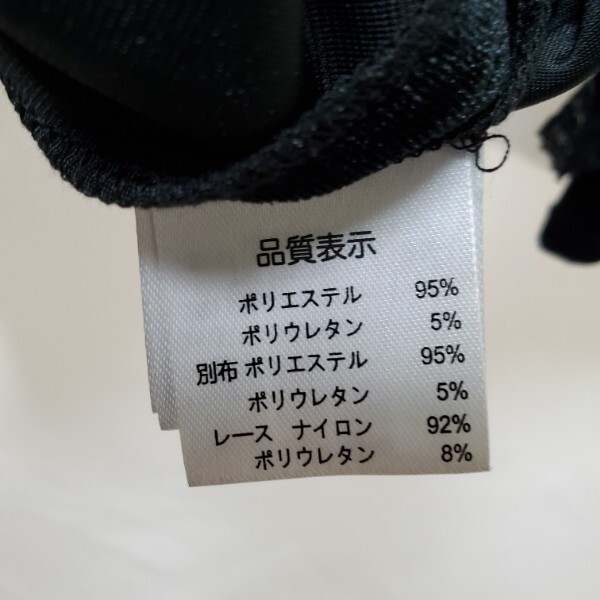 品質表示
ポリエステル 95%
ポリウレタン 5%
別布 ポリエステル 95%
ポリウレタン 5%
レース ナイロン 92%
ポリウレタン 8%